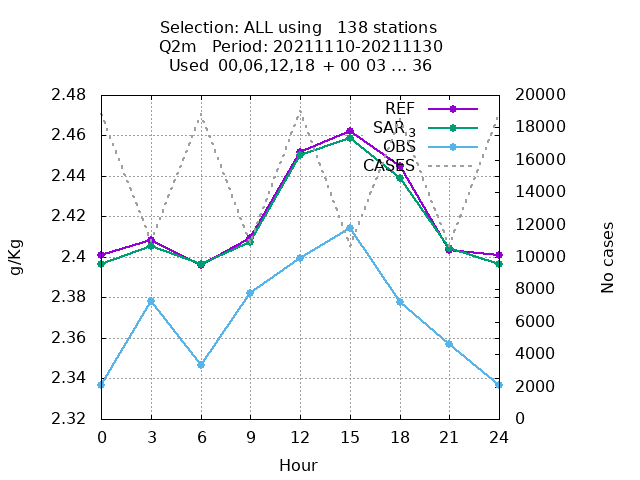 Selection: ALL using   138 stations
Q2m   Period: 20211110-20211130
Used  00,06,12,18 + 00 03 ... 36
2.48
2.46
2.44
2.42
2.4
2.38
2.36
2.34
2.32
20000
18000
16000
14000
12000
10000
8000
6000
4000
2000
0
REF
SAR_3
OBS
CASES
g/Kg
No cases
0 3 6 9 12 15 18 21 24
Hour